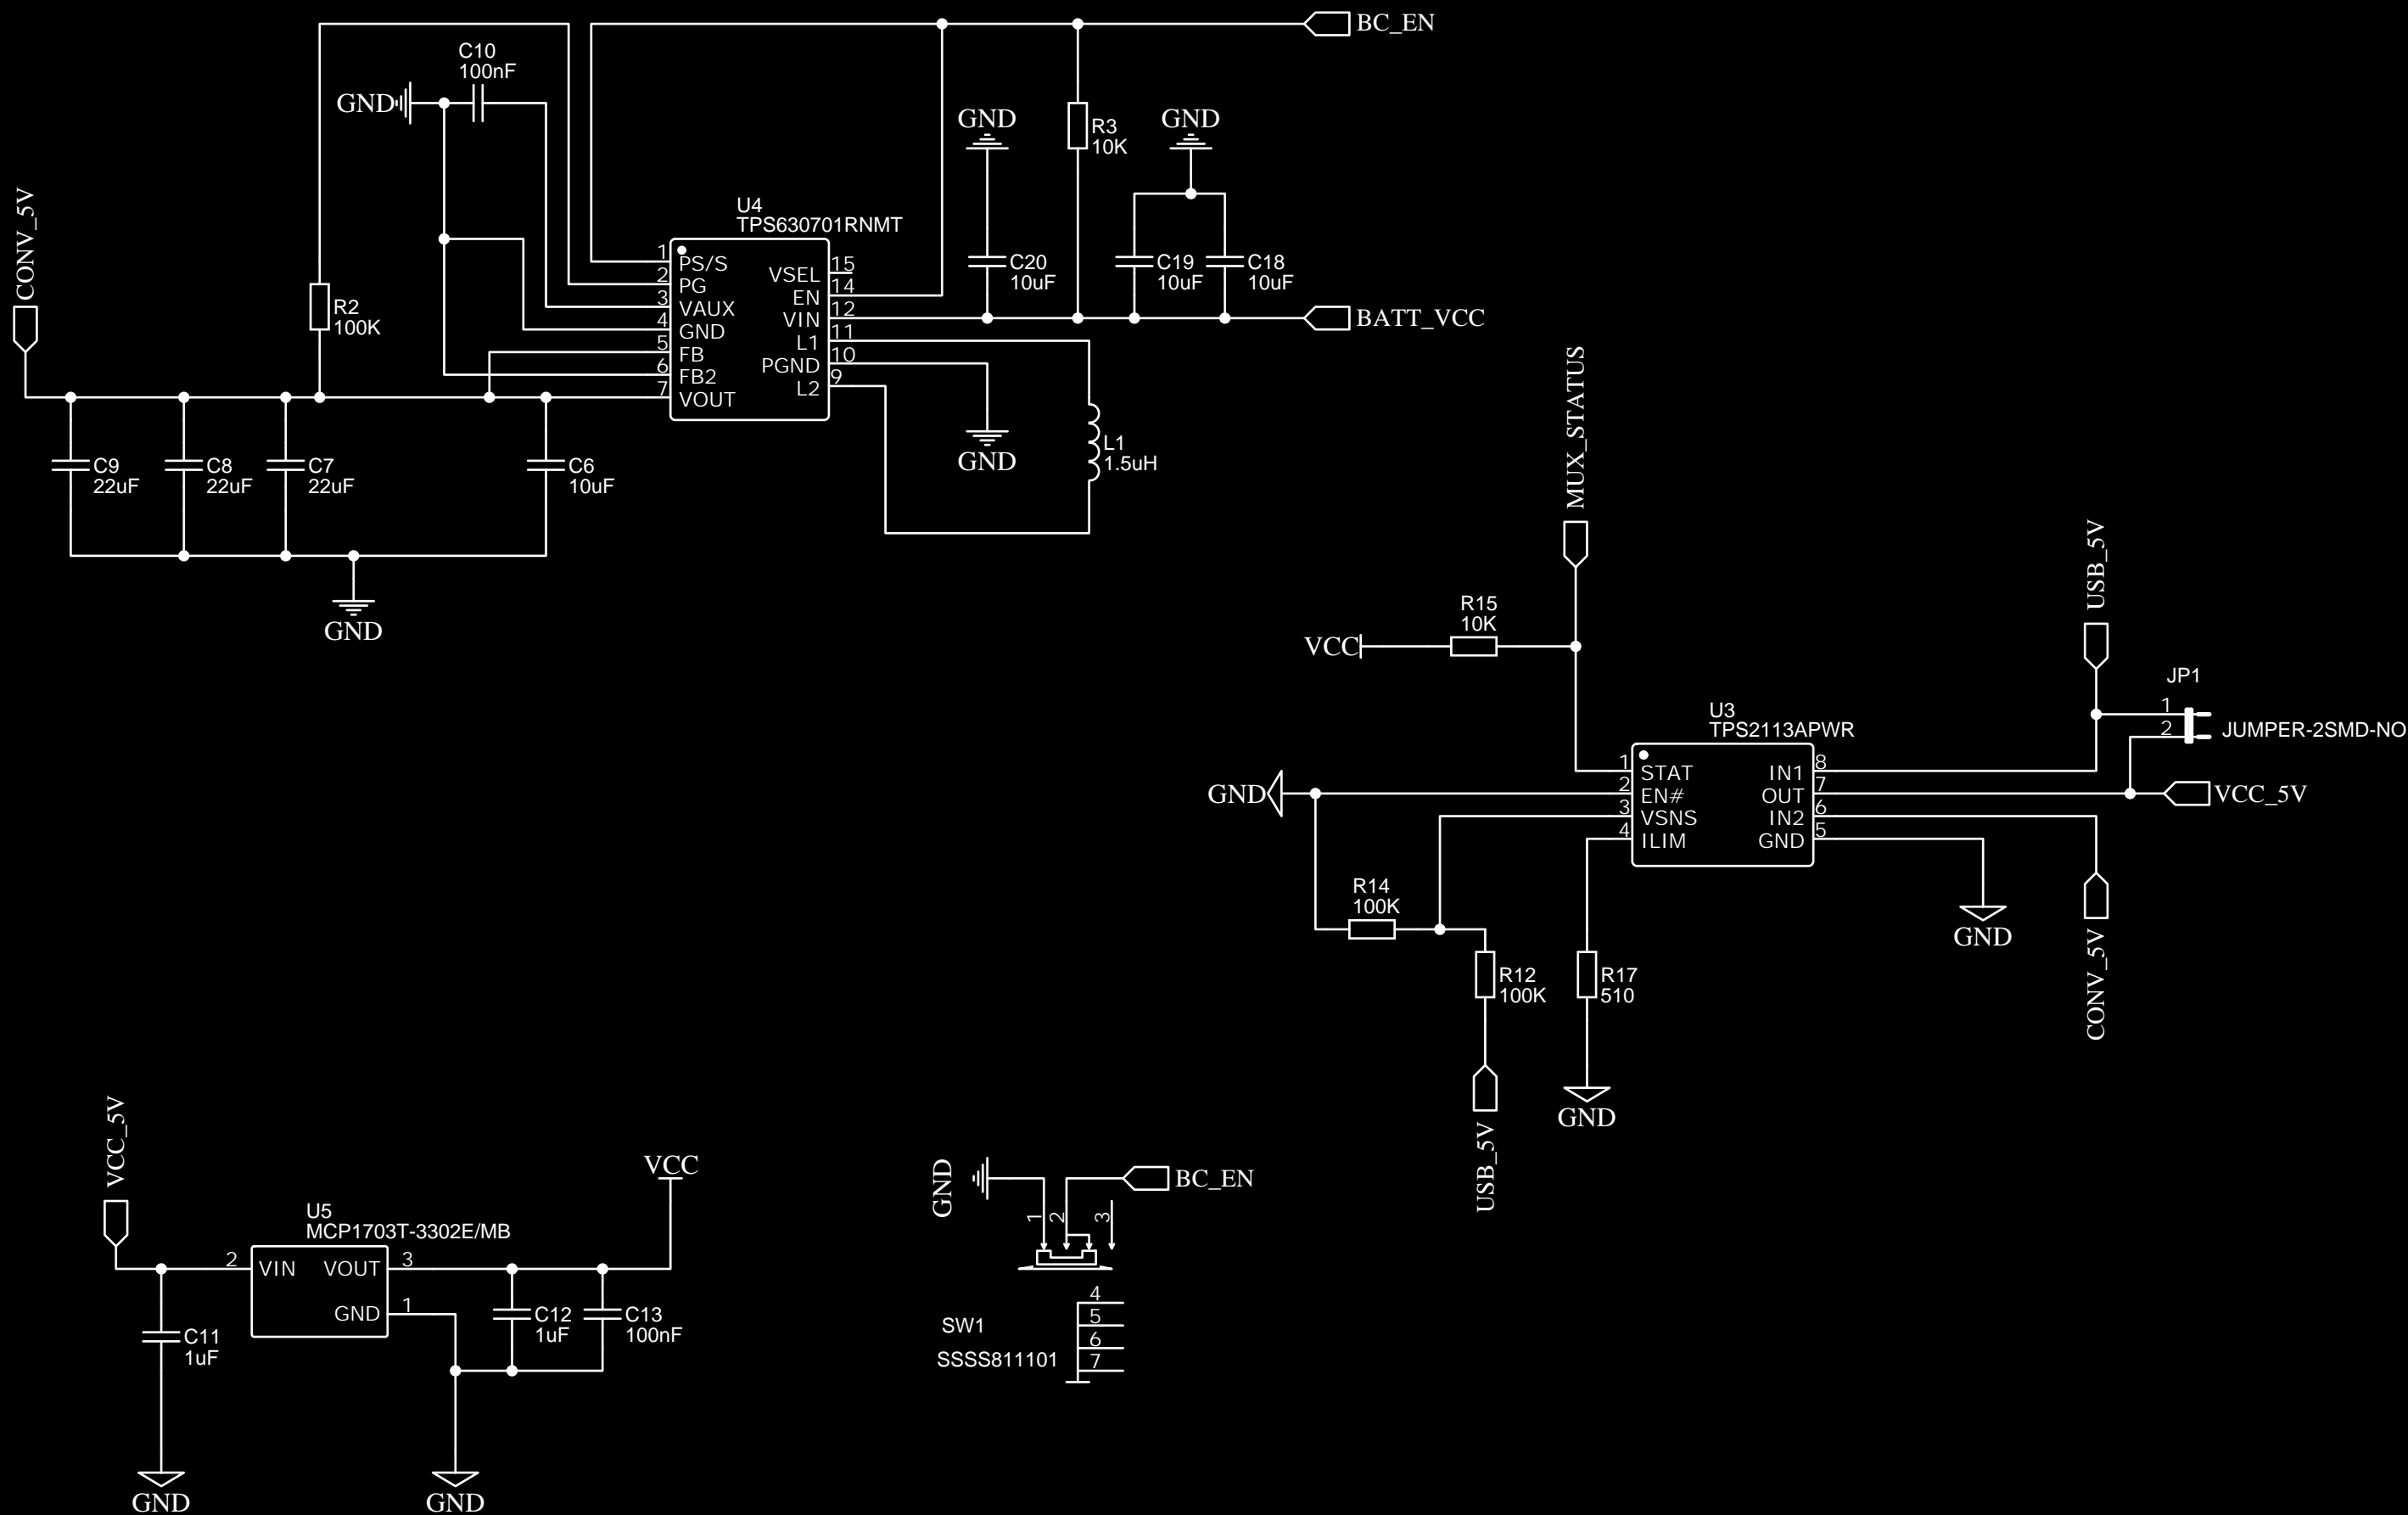 BC_EN
C10
100nF
GND
GND
R3
10K
GND
CONV_5V
U4
TPS630701RNMT
1
PS/S
2
PG
3
VAUX
4
GND
5
FB
6
FB2
7
VOUT
15
VSEL
14
EN
12
VIN
11
L1
10
PGND
9
L2
C20
10uF
C19
10uF
C18
10uF
R2
100K
BATT_VCC
C9
22uF
C8
22uF
C7
22uF
C6
10uF
GND
L1
1.5uH
GND
MUX_STATUS
R15
10K
VCC
USB_5V
JP1
1
2
JUMPER-2SMD-NO
U3
TPS2113APWR
1
STAT
2
EN#
3
VSNS
4
ILIM
8
IN1
7
OUT
6
IN2
5
GND
GND
VCC_5V
R14
100K
R12
100K
R17
510
GND
CONV_5V
USB_5V
GND
VCC_5V
U5
MCP1703T-3302E/MB
2
VIN
VOUT
3
GND
1
VCC
C11
1uF
C12
1uF
C13
100nF
GND
GND
GND
BC_EN
1
2
3
4
5
6
7
SW1
SSSS811101